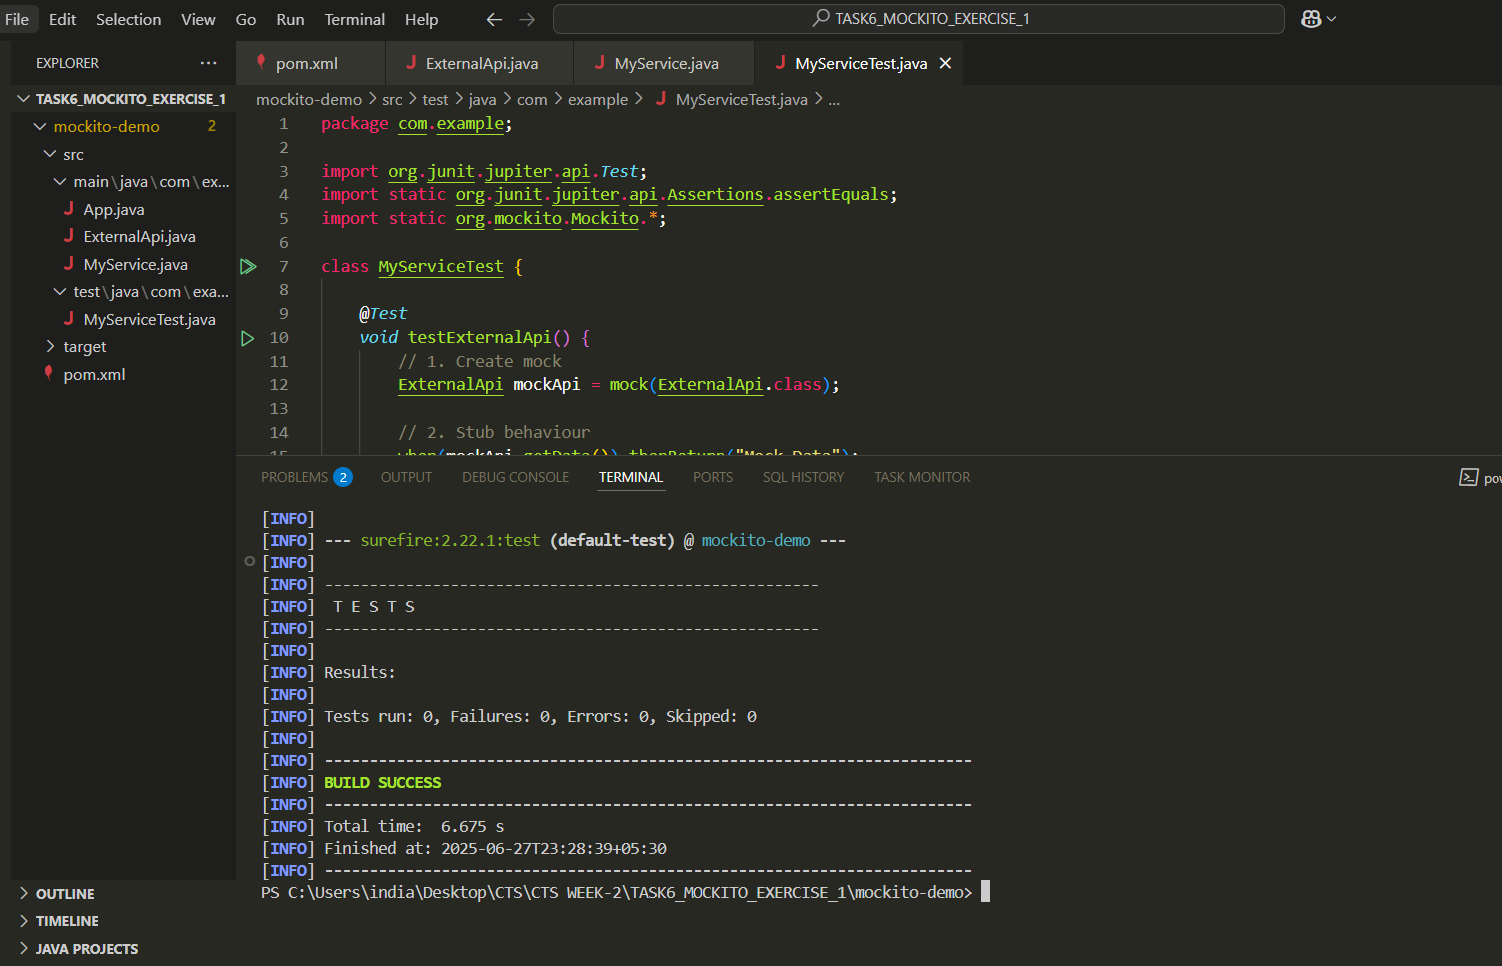 File Edit Selection View Go Run Terminal Help
TASK6_MOCKITO_EXERCISE_1
EXPLORER ...
TASK6_MOCKITO_EXERCISE_1
mockito-demo 2
src
main\java\com\ex...
App.java
ExternalApi.java
MyService.java
test\java\com\exa...
MyServiceTest.java
target
pom.xml
OUTLINE
TIMELINE
JAVA PROJECTS
pom.xml ExternalApi.java MyService.java MyServiceTest.java
mockito-demo > src > test > java > com > example > MyServiceTest.java > ...
1 package com.example;
2
3 import org.junit.jupiter.api.Test;
4 import static org.junit.jupiter.api.Assertions.assertEquals;
5 import static org.mockito.Mockito.*;
6
7 class MyServiceTest {
8
9 @Test
10 void testExternalApi() {
11 // 1. Create mock
12 ExternalApi mockApi = mock(ExternalApi.class);
13
14 // 2. Stub behaviour
15 when(mockApi.getData()).thenReturn("Mock Data");
PROBLEMS 2 OUTPUT DEBUG CONSOLE TERMINAL PORTS SQL HISTORY TASK MONITOR pow
[INFO]
[INFO] --- surefire:2.22.1:test (default-test) @ mockito-demo ---
[INFO]
[INFO] -------------------------------------------------------
[INFO]  T E S T S
[INFO] -------------------------------------------------------
[INFO]
[INFO] Results:
[INFO]
[INFO] Tests run: 0, Failures: 0, Errors: 0, Skipped: 0
[INFO]
[INFO] ------------------------------------------------------------------------
[INFO] BUILD SUCCESS
[INFO] ------------------------------------------------------------------------
[INFO] Total time:  6.675 s
[INFO] Finished at: 2025-06-27T23:28:39+05:30
[INFO] ------------------------------------------------------------------------
PS C:\Users\india\Desktop\CTS\CTS WEEK-2\TASK6_MOCKITO_EXERCISE_1\mockito-demo>